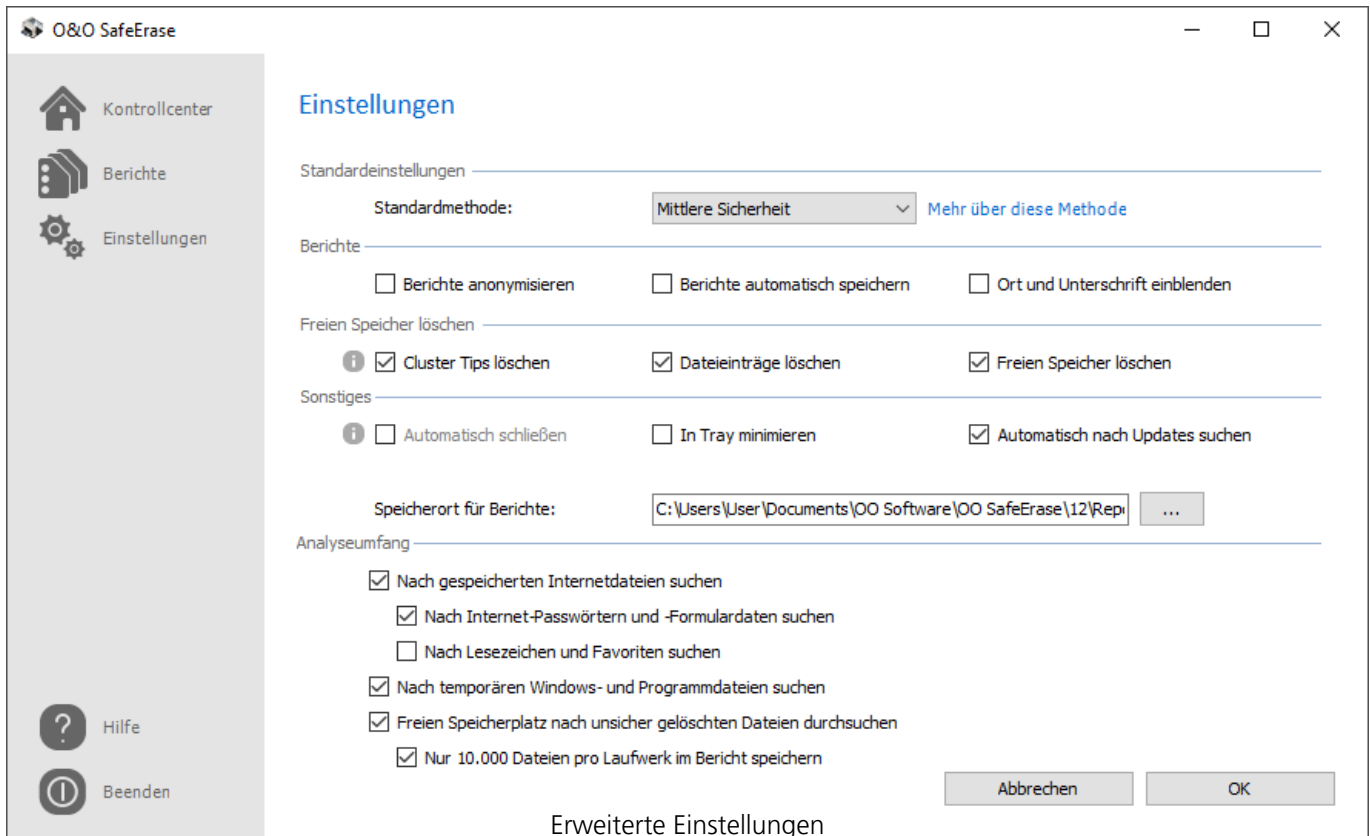 O&O SafeErase
Kontrollcenter
Berichte
Einstellungen
Einstellungen
Standardeinstellungen
Standardmethode: Mittlere Sicherheit Mehr über diese Methode
Berichte
Berichte anonymisieren Berichte automatisch speichern Ort und Unterschrift einblenden
Freien Speicher löschen
Cluster Tips löschen Dateieinträge löschen Freien Speicher löschen
Sonstiges
Automatisch schließen In Tray minimieren Automatisch nach Updates suchen
Speicherort für Berichte: C:\Users\User\Documents\OO Software\OO SafeErase\12\Rep ...
Analyseumfang
Nach gespeicherten Internetdateien suchen
Nach Internet-Passwörtern und -Formulardaten suchen
Nach Lesezeichen und Favoriten suchen
Nach temporären Windows- und Programmdateien suchen
Freien Speicherplatz nach unsicher gelöschten Dateien durchsuchen
Nur 10.000 Dateien pro Laufwerk im Bericht speichern
Hilfe
Beenden
Abbrechen OK
Erweiterte Einstellungen